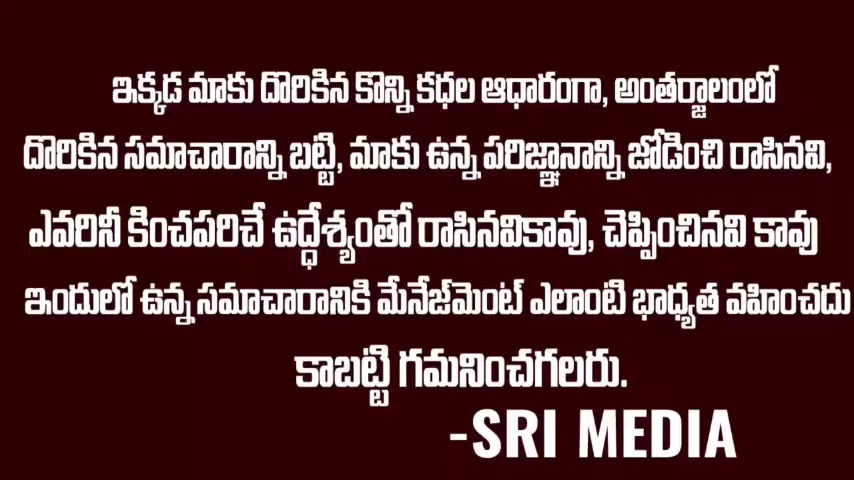 ఇక్కడ మాకు దొరికిన కొన్ని కధల ఆధారంగా, అంతర్జాలంలో
దొరికిన సమాచారాన్ని బట్టి, మాకు ఉన్న పరిజ్ఞానాన్ని జోడించి రాసినవి,
ఎవరినీ కించపరిచే ఉద్ధేశ్యంతో రాసినవికావు, చెప్పించినవి కావు
ఇందులో ఉన్న సమాచారానికి మేనేజ్‌మెంట్ ఎలాంటి భాధ్యత వహించదు
కాబట్టి గమనించగలరు.
-SRI MEDIA